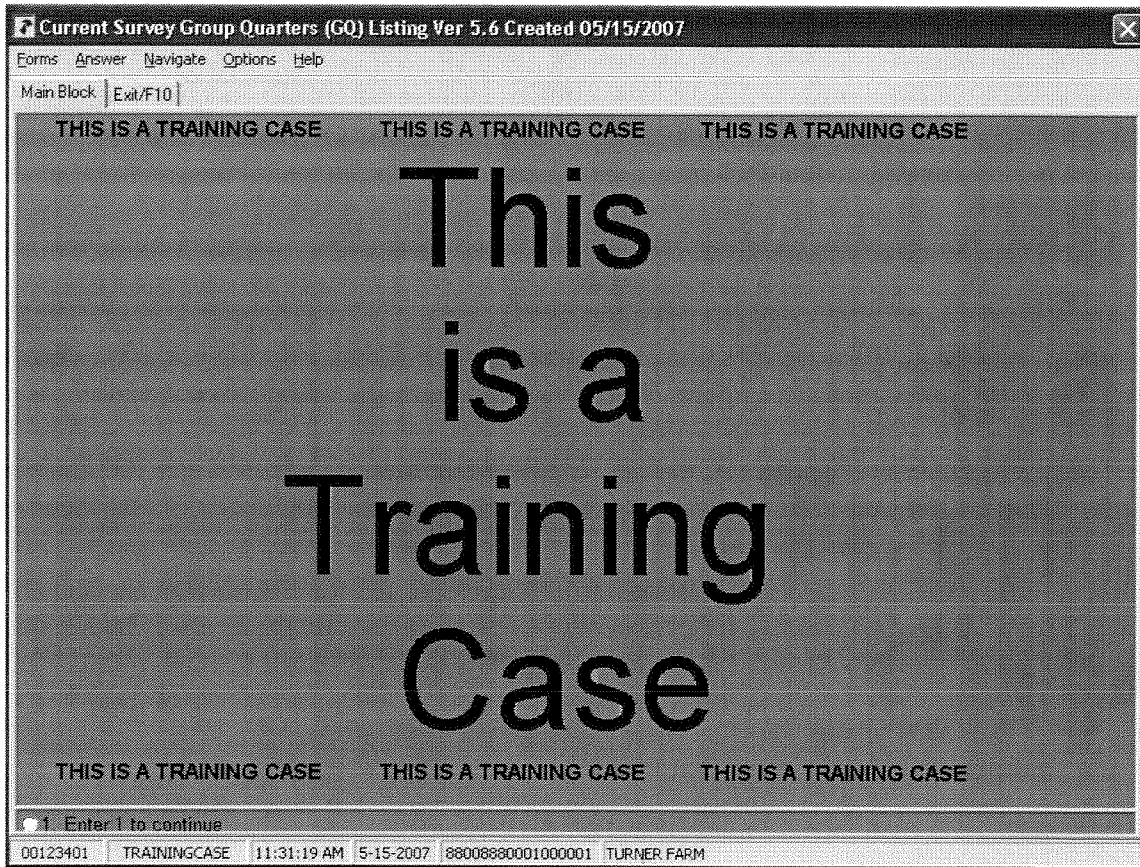 Current Survey Group Quarters (GQ) Listing Ver 5.6 Created 05/15/2007
Forms Answer Navigate Options Help
Main Block Exit/F10
THIS IS A TRAINING CASE THIS IS A TRAINING CASE THIS IS A TRAINING CASE
This
is a
Training
Case
THIS IS A TRAINING CASE THIS IS A TRAINING CASE THIS IS A TRAINING CASE
1. Enter 1 to continue
00123401 TRAININGCASE 11:31:19 AM 5-15-2007 88008880001000001 TURNER FARM